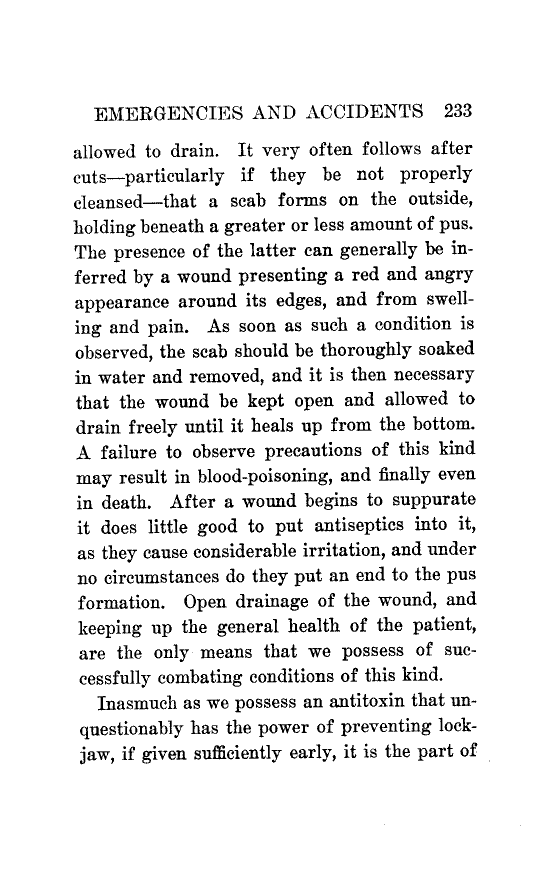 EMERGENCIES AND ACCIDENTS 233
allowed to drain. It very often follows after
cuts—particularly if they be not properly
cleansed—that a scab forms on the outside,
holding beneath a greater or less amount of pus.
The presence of the latter can generally be in-
ferred by a wound presenting a red and angry
appearance around its edges, and from swell-
ing and pain. As soon as such a condition is
observed, the scab should be thoroughly soaked
in water and removed, and it is then necessary
that the wound be kept open and allowed to
drain freely until it heals up from the bottom.
A failure to observe precautions of this kind
may result in blood-poisoning, and finally even
in death. After a wound begins to suppurate
it does little good to put antiseptics into it,
as they cause considerable irritation, and under
no circumstances do they put an end to the pus
formation. Open drainage of the wound, and
keeping up the general health of the patient,
are the only means that we possess of suc-
cessfully combating conditions of this kind.
Inasmuch as we possess an antitoxin that un-
questionably has the power of preventing lock-
jaw, if given sufficiently early, it is the part of